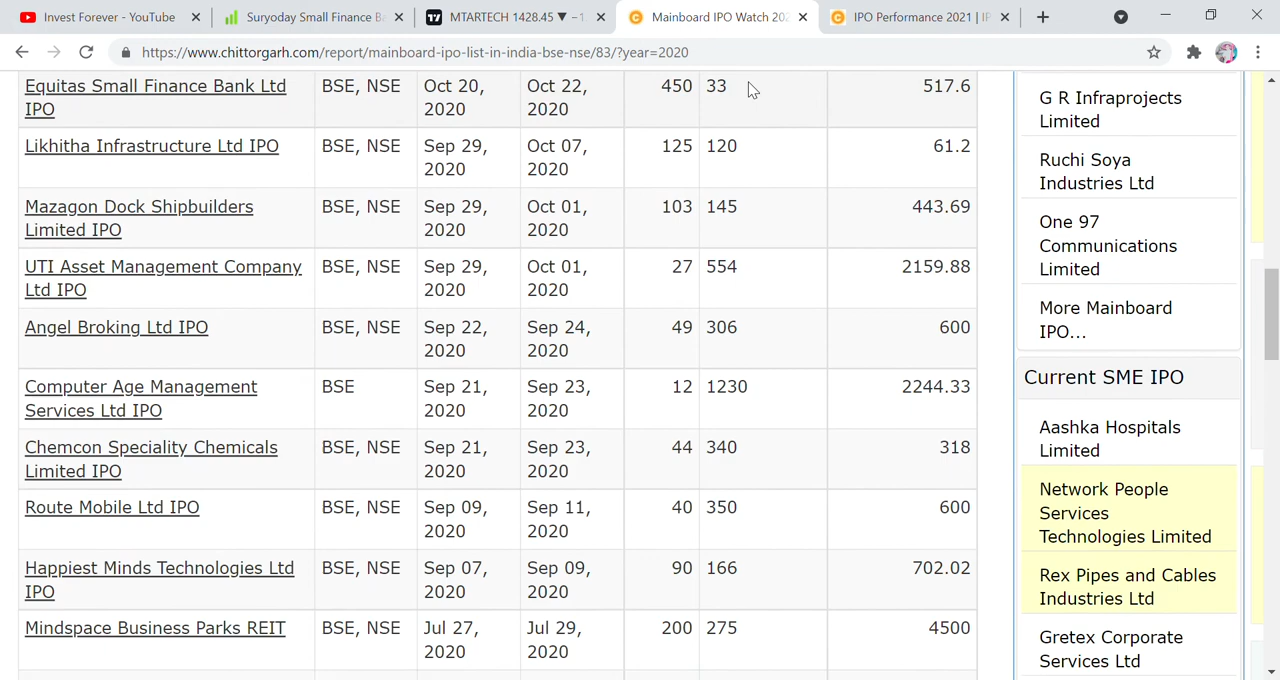 Invest Forever - YouTube
Suryoday Small Finance B
MTARTECH 1428.45 ▼ −1
Mainboard IPO Watch 202
IPO Performance 2021 | IP
https://www.chittorgarh.com/report/mainboard-ipo-list-in-india-bse-nse/83/?year=2020
Equitas Small Finance Bank Ltd BSE, NSE Oct 20, Oct 22, 450 33 517.6
IPO 2020 2020
Likhitha Infrastructure Ltd IPO BSE, NSE Sep 29, Oct 07, 125 120 61.2
2020 2020
Mazagon Dock Shipbuilders BSE, NSE Sep 29, Oct 01, 103 145 443.69
Limited IPO 2020 2020
UTI Asset Management Company BSE, NSE Sep 29, Oct 01, 27 554 2159.88
Ltd IPO 2020 2020
Angel Broking Ltd IPO BSE, NSE Sep 22, Sep 24, 49 306 600
2020 2020
Computer Age Management BSE Sep 21, Sep 23, 12 1230 2244.33
Services Ltd IPO 2020 2020
Chemcon Speciality Chemicals BSE, NSE Sep 21, Sep 23, 44 340 318
Limited IPO 2020 2020
Route Mobile Ltd IPO BSE, NSE Sep 09, Sep 11, 40 350 600
2020 2020
Happiest Minds Technologies Ltd BSE, NSE Sep 07, Sep 09, 90 166 702.02
IPO 2020 2020
Mindspace Business Parks REIT BSE, NSE Jul 27, Jul 29, 200 275 4500
2020 2020
G R Infraprojects
Limited
Ruchi Soya
Industries Ltd
One 97
Communications
Limited
More Mainboard
IPO...
Current SME IPO
Aashka Hospitals
Limited
Network People
Services
Technologies Limited
Rex Pipes and Cables
Industries Ltd
Gretex Corporate
Services Ltd